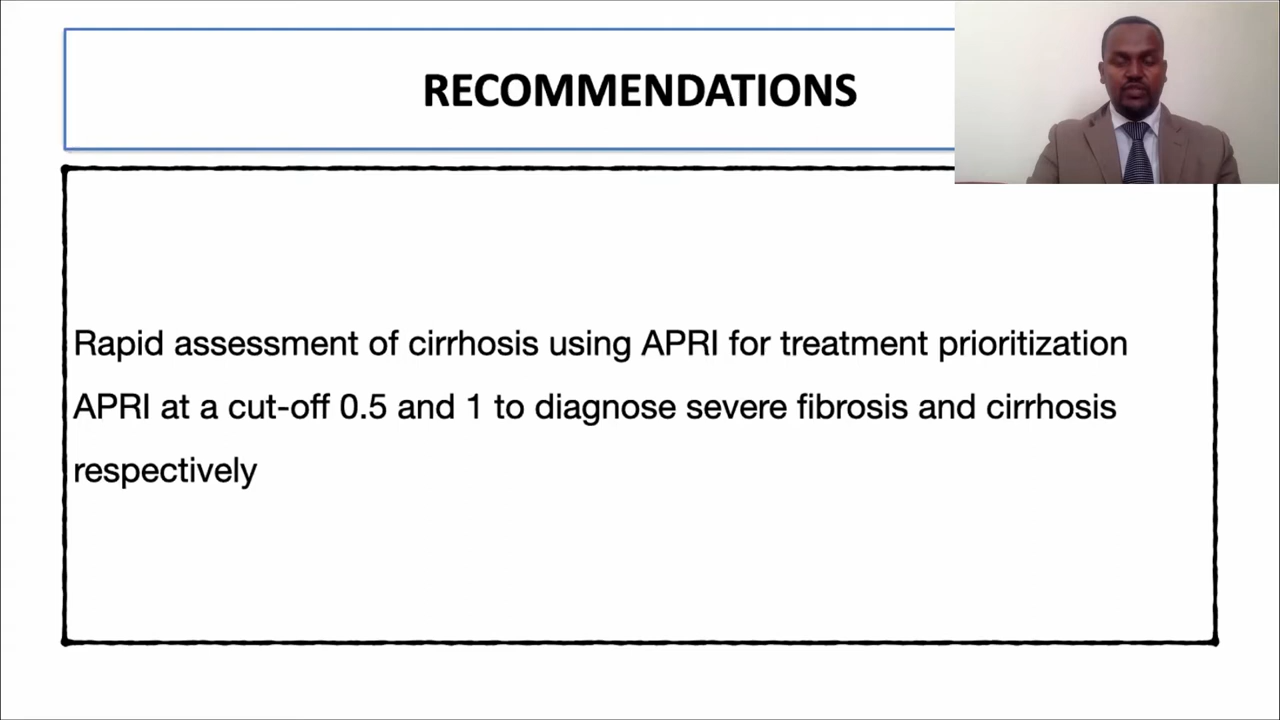 RECOMMENDATIONS
Rapid assessment of cirrhosis using APRI for treatment prioritization
APRI at a cut-off 0.5 and 1 to diagnose severe fibrosis and cirrhosis
respectively